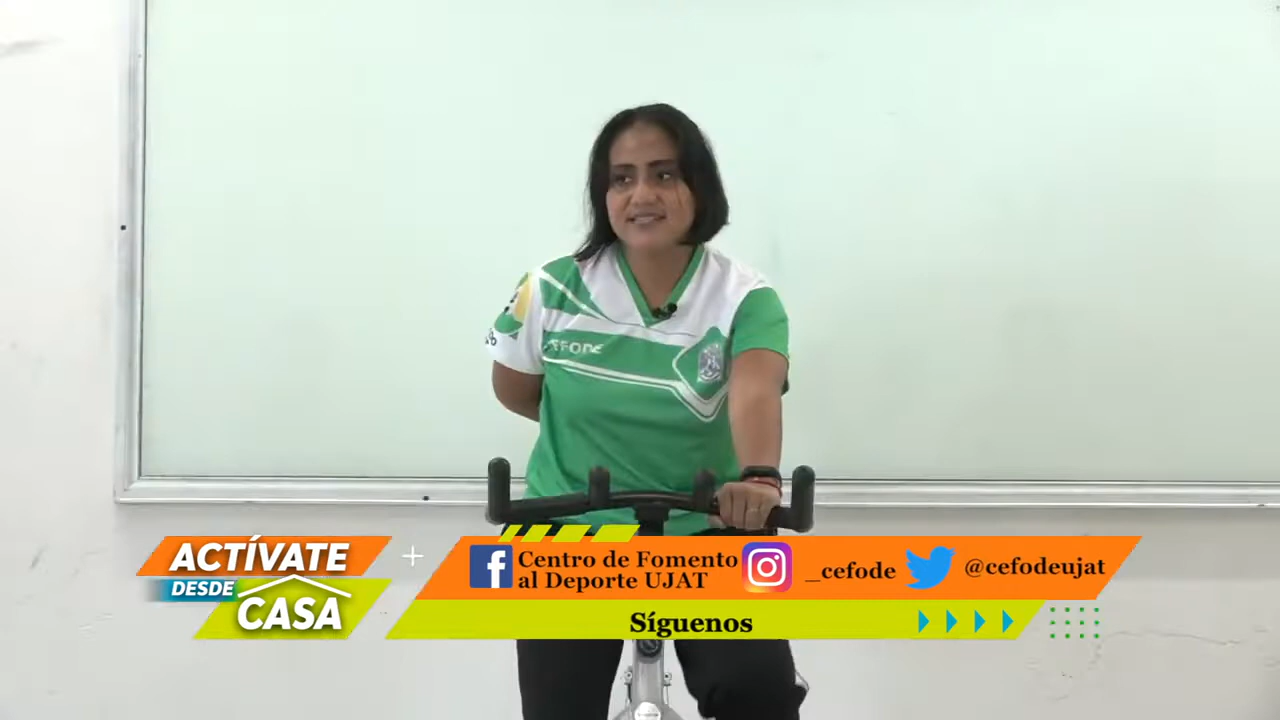 CEFODE
ACTÍVATE
DESDE
CASA
Centro de Fomento
al Deporte UJAT
_cefode
@cefodeujat
Síguenos